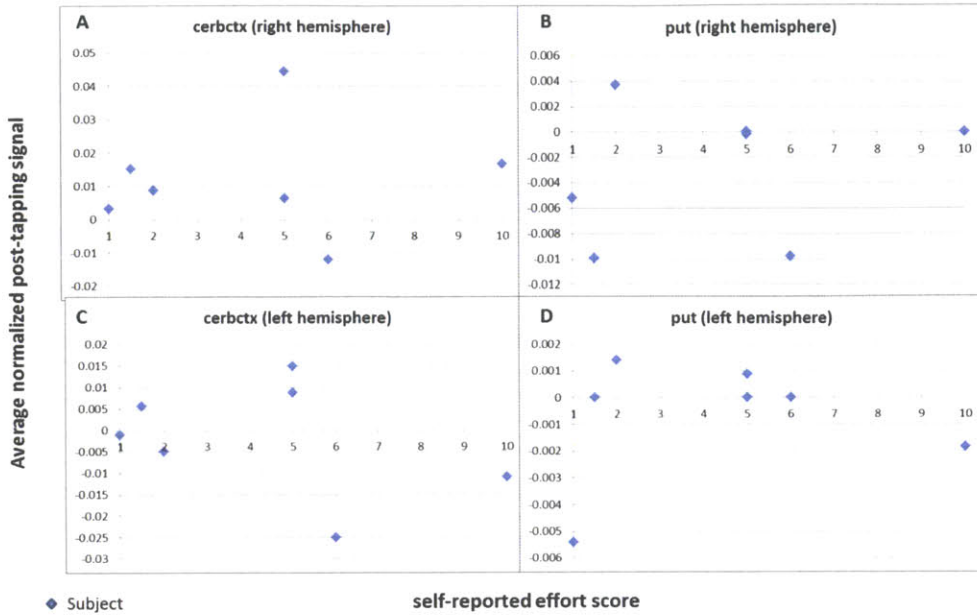 Average normalized post-tapping signal
A
cerbctx (right hemisphere)
0.05
0.04
0.03
0.02
0.01
0
-0.01
-0.02
1 2 3 4 5 6 7 8 9 10
B
put (right hemisphere)
0.006
0.004
0.002
0
-0.002
-0.004
-0.006
-0.008
-0.01
-0.012
1 2 3 4 5 6 7 8 9 10
C
cerbctx (left hemisphere)
0.02
0.015
0.01
0.005
0
-0.005
-0.01
-0.015
-0.02
-0.025
-0.03
1 2 3 4 5 6 7 8 9 10
D
put (left hemisphere)
0.002
0.001
0
-0.001
-0.002
-0.003
-0.004
-0.005
-0.006
1 2 3 4 5 6 7 8 9 10
Subject
self-reported effort score